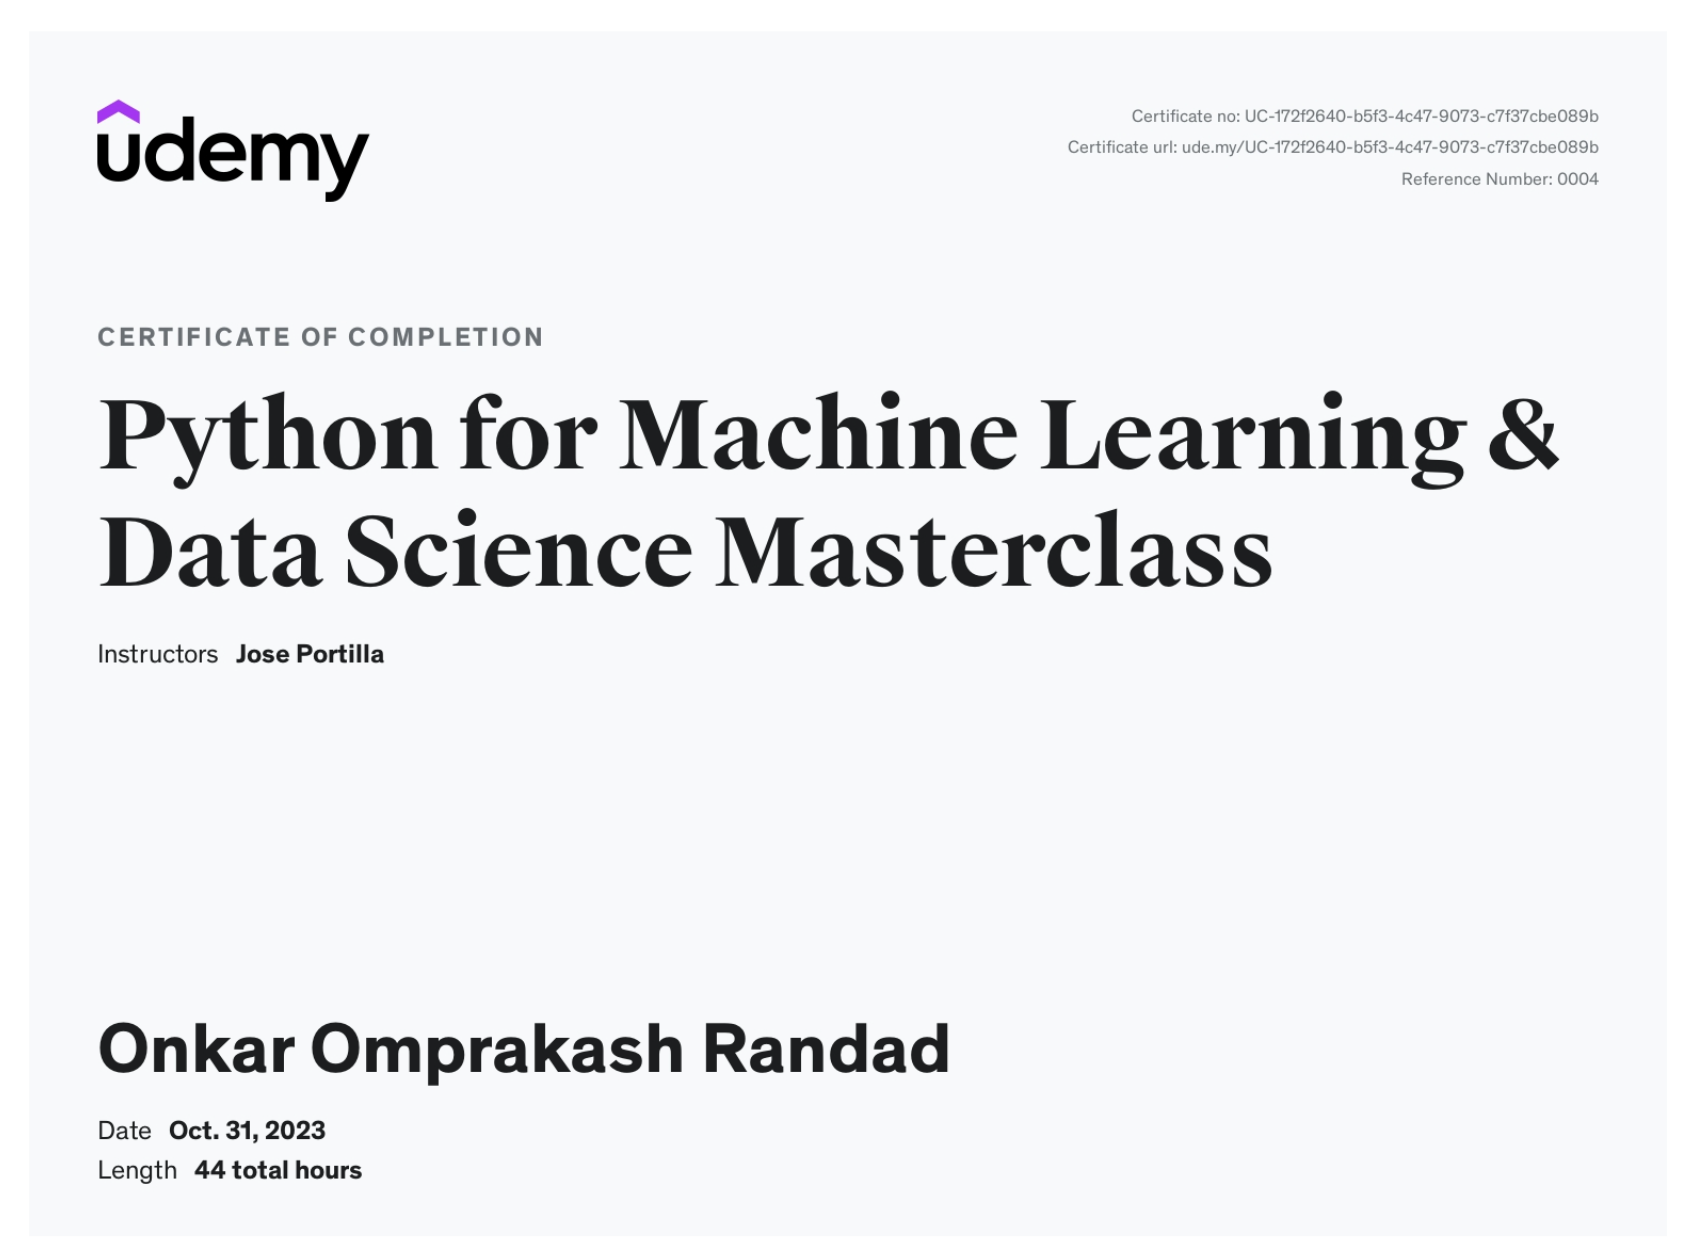 udemy
Certificate no: UC-172f2640-b5f3-4c47-9073-c7f37cbe089b
Certificate url: ude.my/UC-172f2640-b5f3-4c47-9073-c7f37cbe089b
Reference Number: 0004
CERTIFICATE OF COMPLETION
Python for Machine Learning &
Data Science Masterclass
Instructors Jose Portilla
Onkar Omprakash Randad
Date Oct. 31, 2023
Length 44 total hours